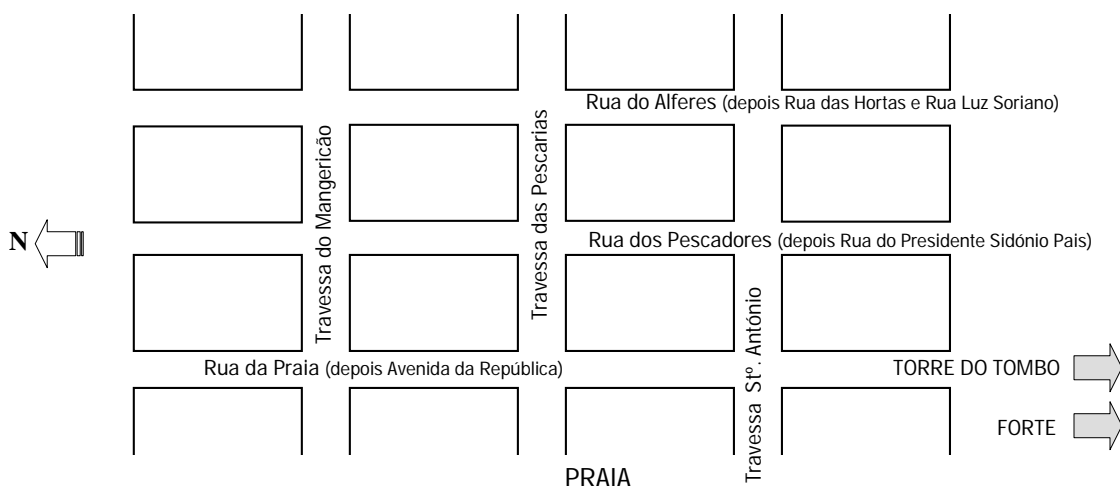 Rua do Alferes (depois Rua das Hortas e Rua Luz Soriano)
Travessa do Mangericão
Travessa das Pescarias
N
Rua dos Pescadores (depois Rua do Presidente Sidónio Pais)
Travessa Stº. António
Rua da Praia (depois Avenida da República)
TORRE DO TOMBO
FORTE
PRAIA